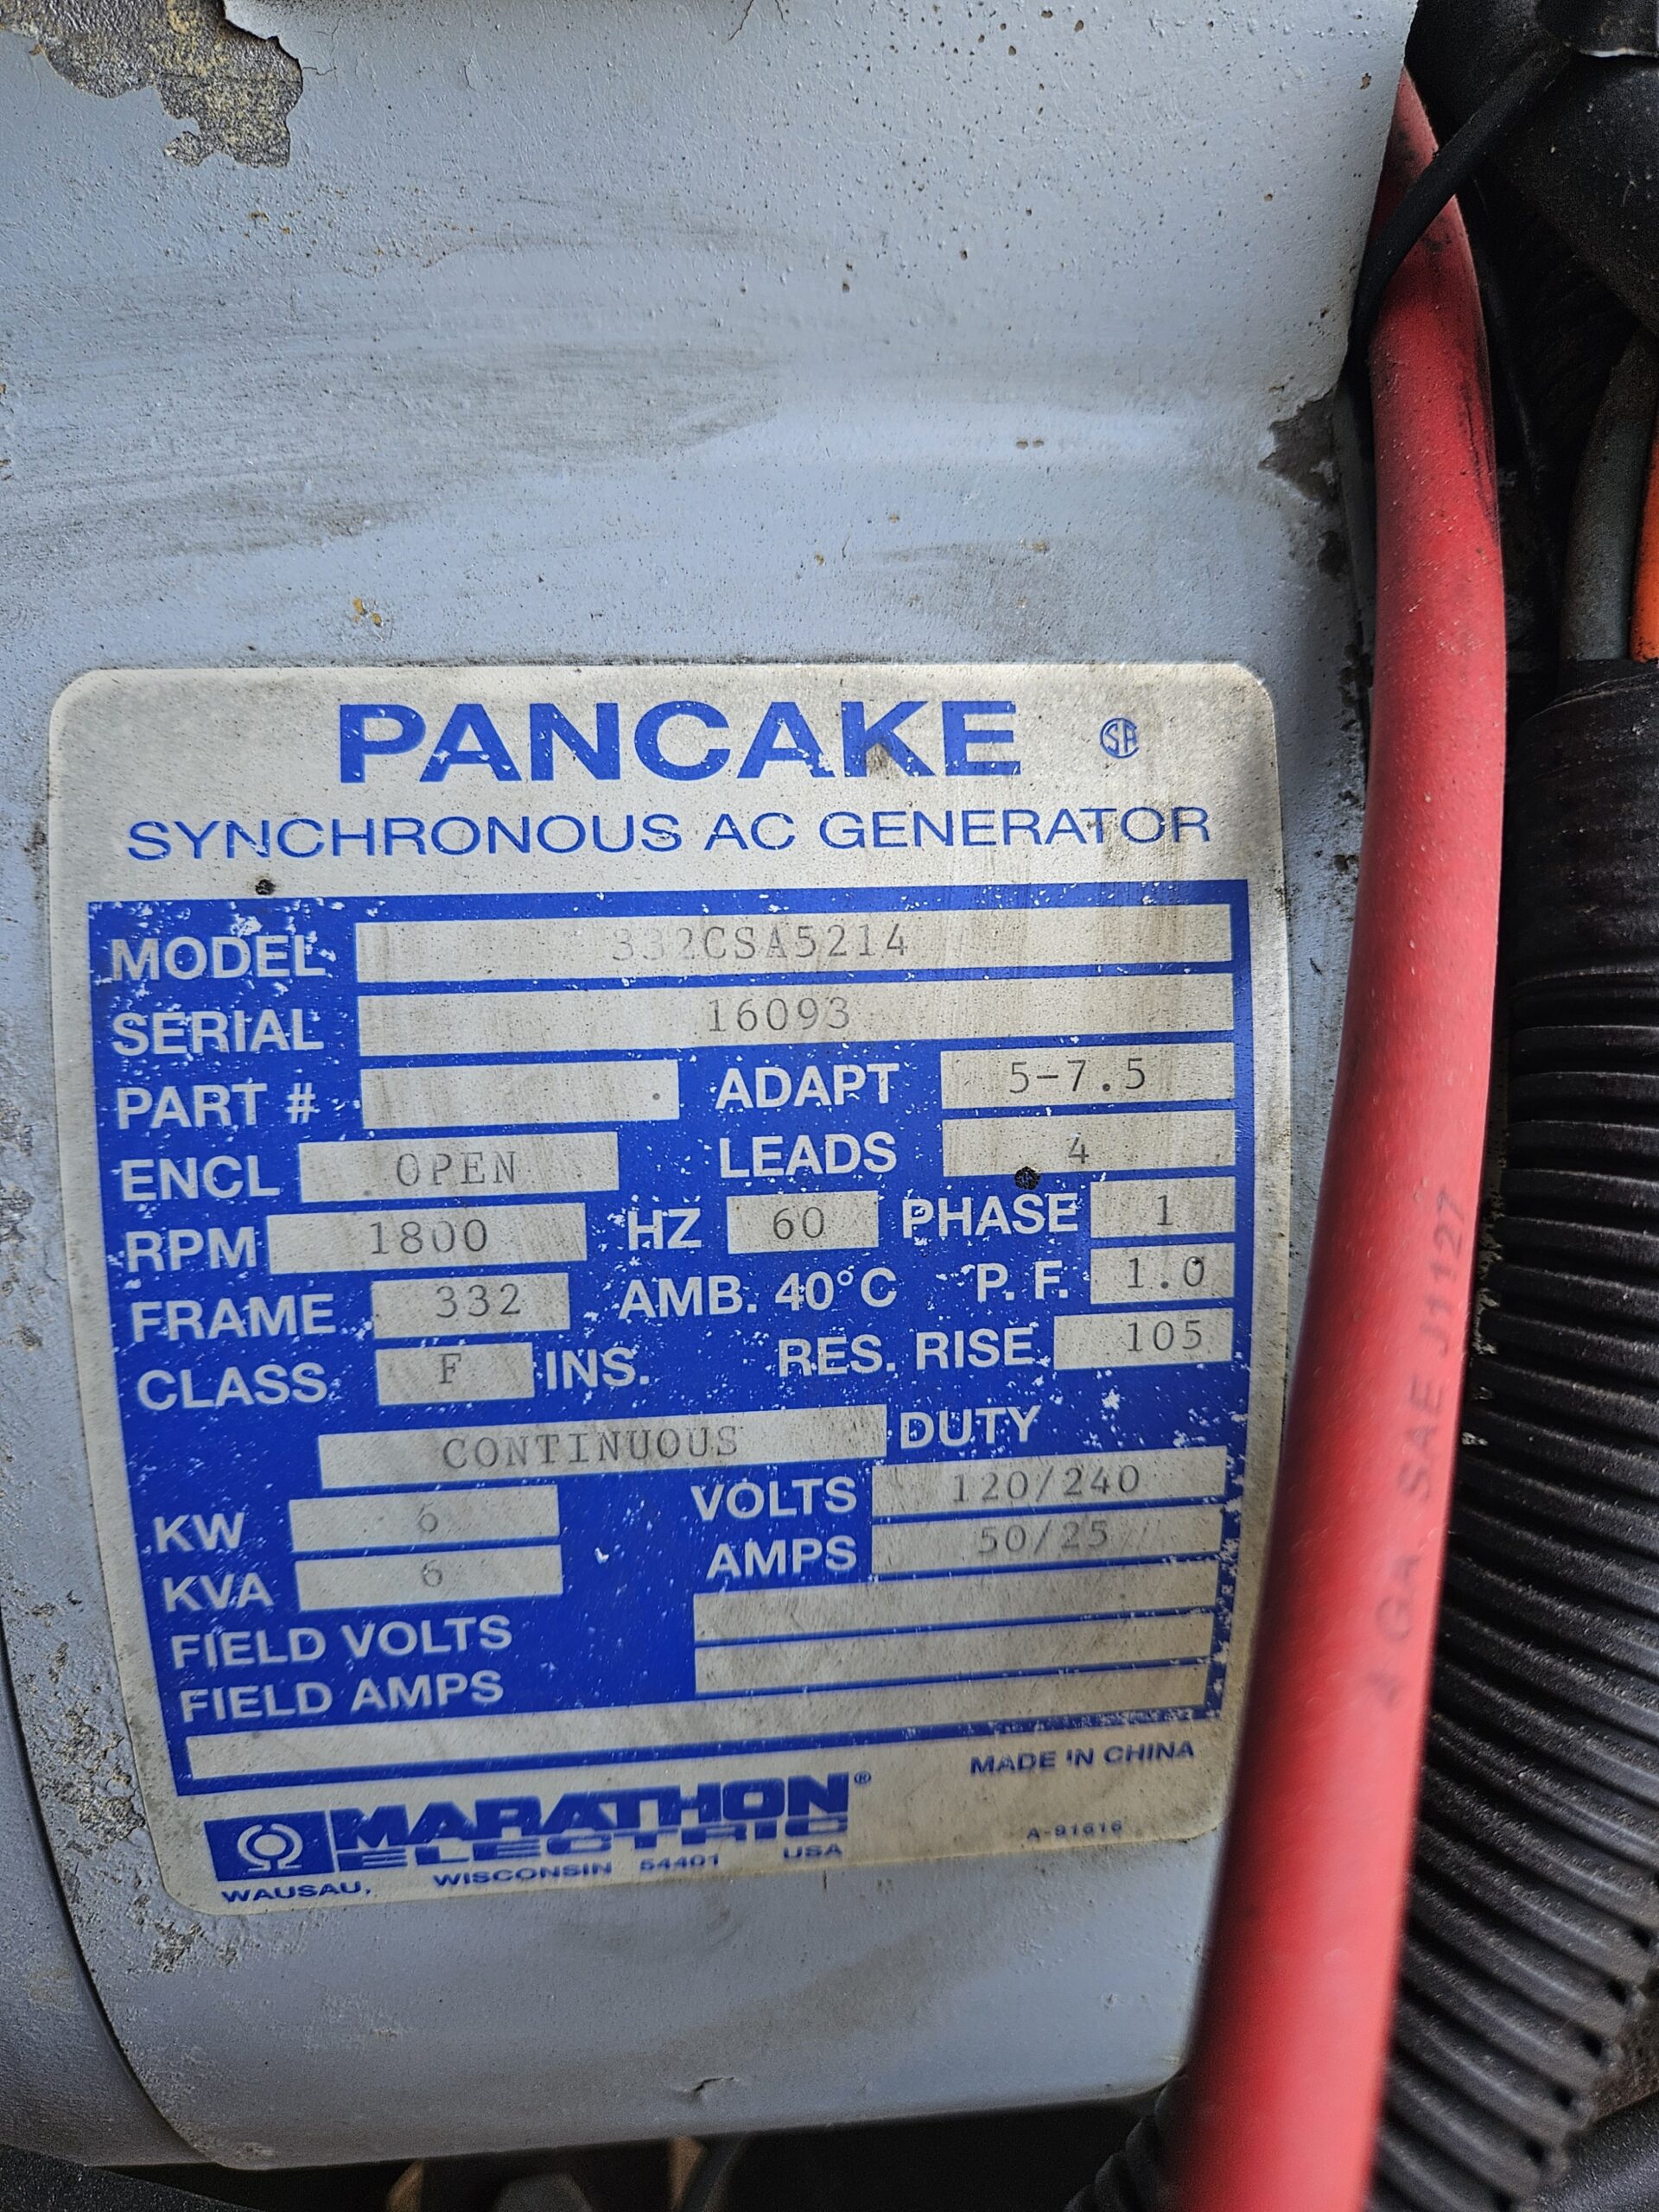 PANCAKE
SYNCHRONOUS AC GENERATOR
MODEL 332CSA5214
SERIAL 16093
PART # ADAPT 5-7.5
ENCL OPEN LEADS 4
RPM 1800 HZ 60 PHASE 1
FRAME 332 AMB. 40°C P. F. 1.0
CLASS F INS. RES. RISE 105
CONTINUOUS DUTY
KW 6 VOLTS 120/240
KVA 6 AMPS 50/25
FIELD VOLTS
FIELD AMPS
MADE IN CHINA
MARATHON®
ELECTRIC
A-91616
WAUSAU, WISCONSIN 54401 USA
4 GA SAE J1127